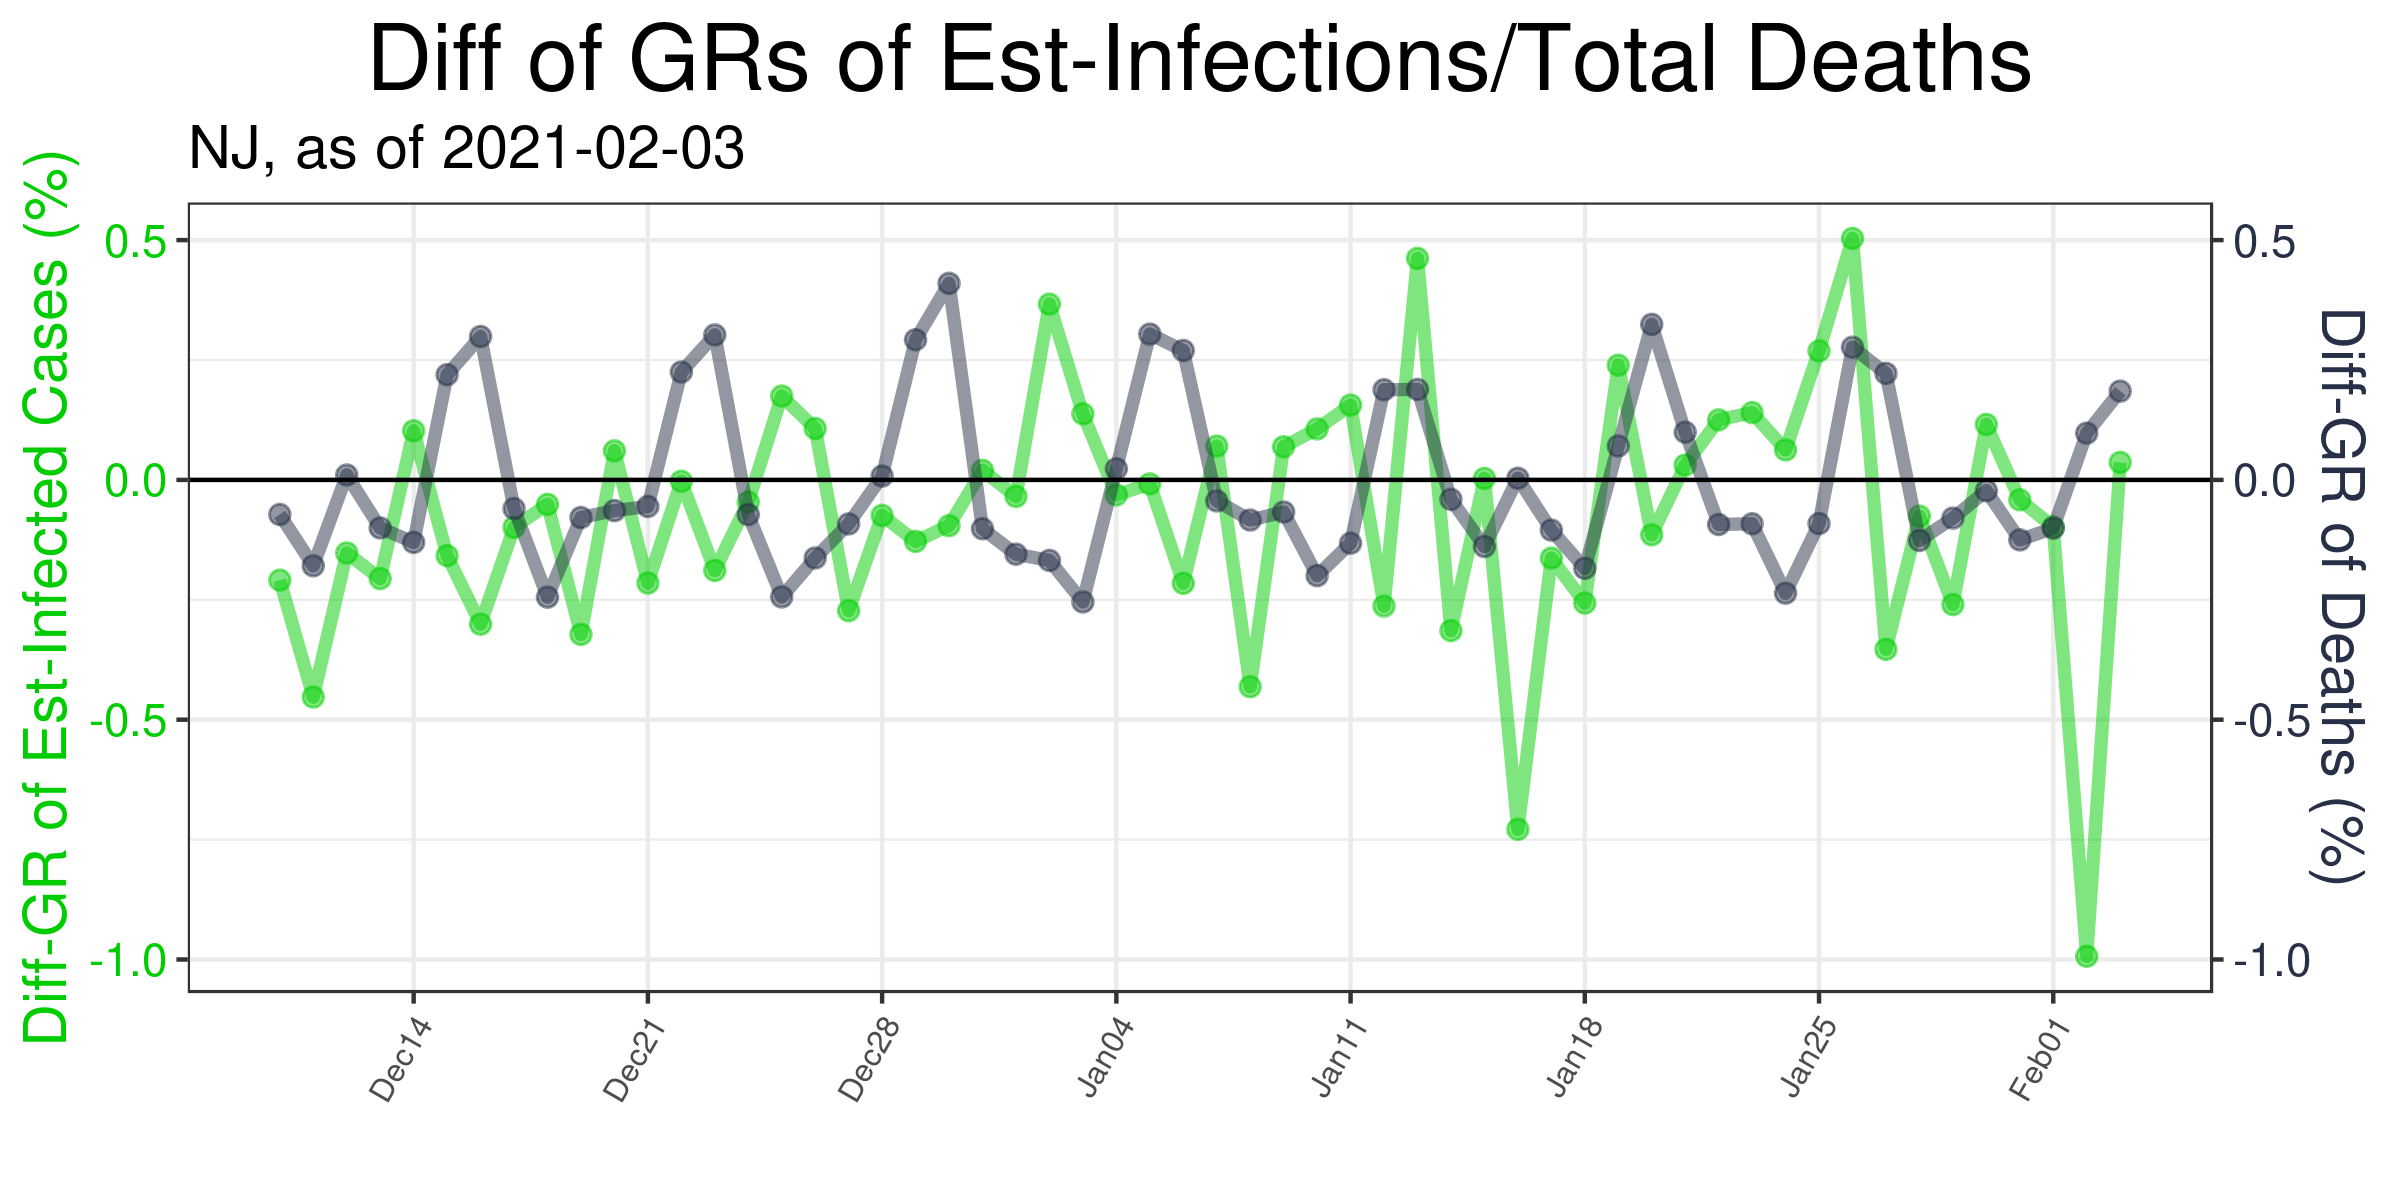 Diff of GRs of Est-Infections/Total Deaths
NJ, as of 2021-02-03
Diff-GR of Est-Infected Cases (%)
0.5
0.0
-0.5
-1.0
0.5
0.0
-0.5
-1.0
Diff-GR of Deaths (%)
Dec14
Dec21
Dec28
Jan04
Jan11
Jan18
Jan25
Feb01